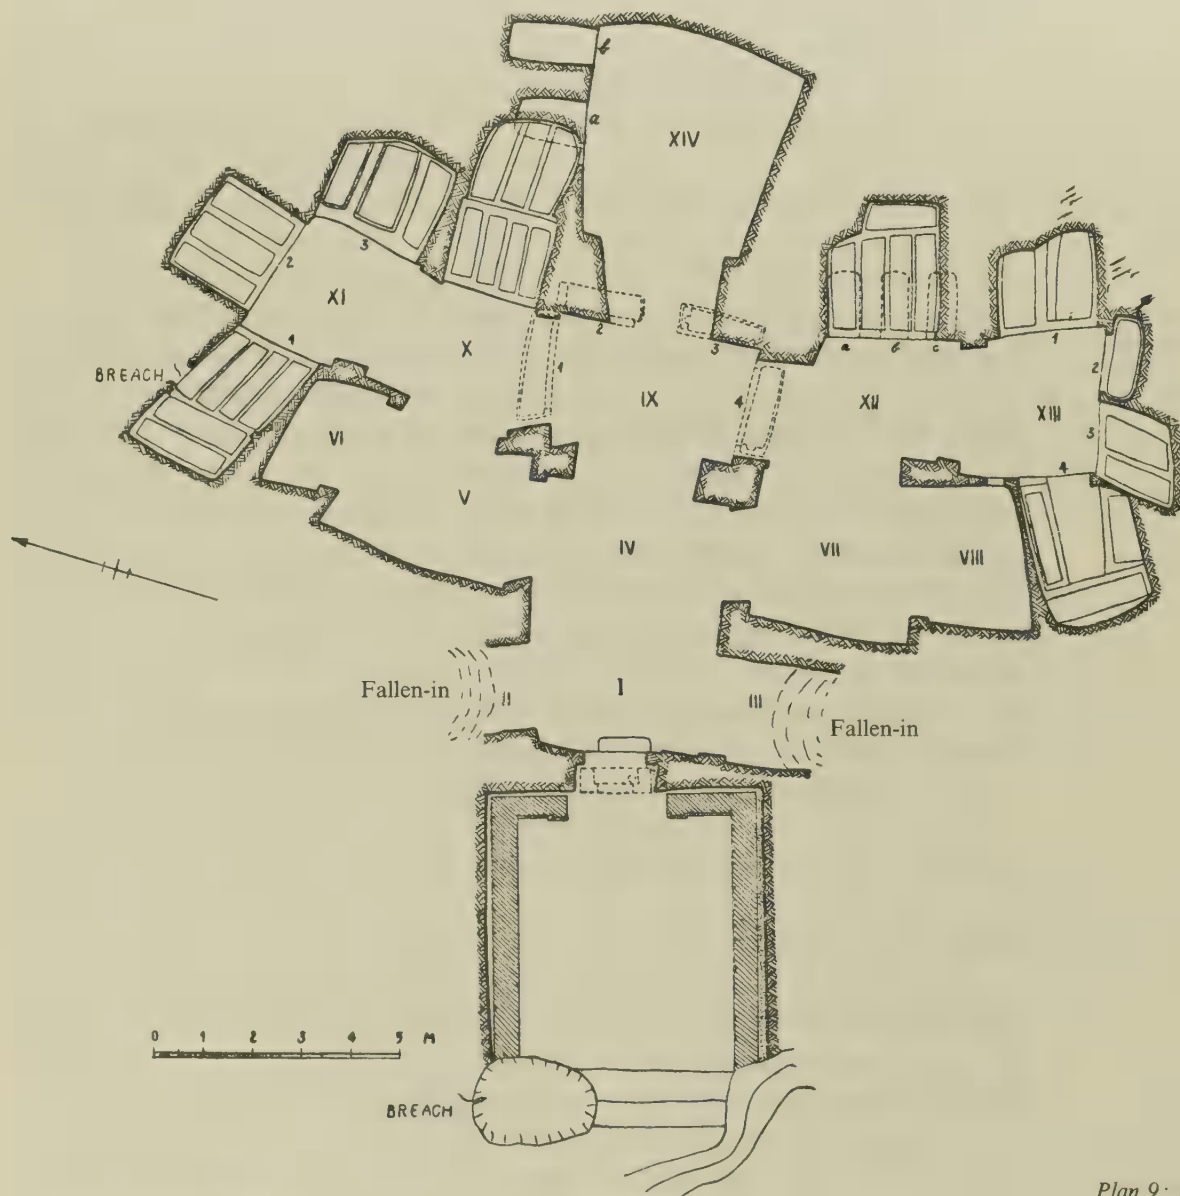 b
a
XIV
3
2
XI
1
X
2
3
1
IX
4
a b c
XII
1
2
XIII
3
4
BREACH
VI
V
IV
VII
VIII
Fallen-in
II
I
III
Fallen-in
0 1 2 3 4 5 M
BREACH
Plan 9: